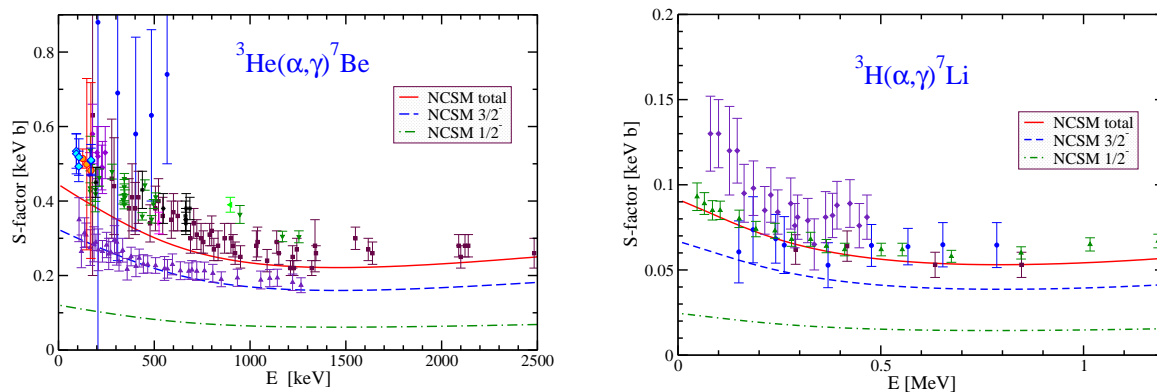 ³He(α,γ)⁷Be
NCSM total
NCSM 3/2⁻
NCSM 1/2⁻
S-factor [keV b]
0.8
0.6
0.4
0.2
0
0
500
1000
1500
2000
2500
E [keV]
³H(α,γ)⁷Li
NCSM total
NCSM 3/2⁻
NCSM 1/2⁻
S-factor [keV b]
0.2
0.15
0.1
0.05
0
0
0.5
1
E [MeV]